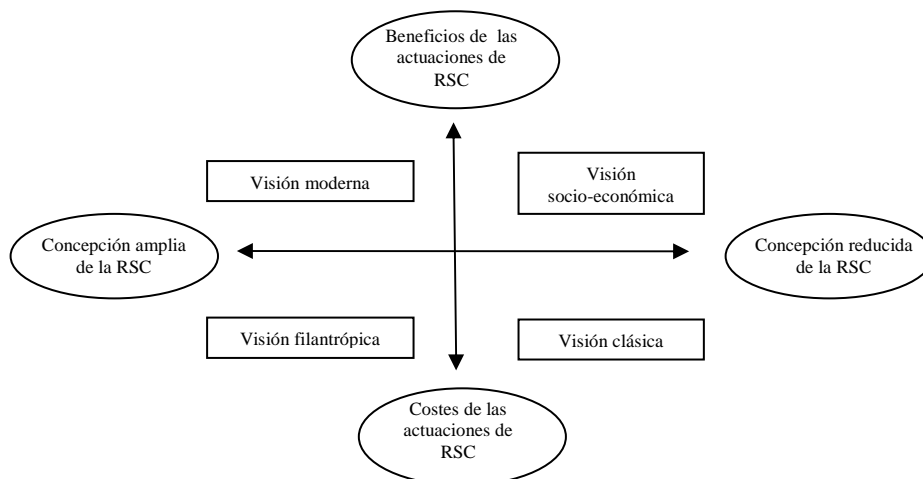 Beneficios de las
actuaciones de
RSC
Visión moderna
Visión
socio-económica
Concepción amplia
de la RSC
Concepción reducida
de la RSC
Visión filantrópica
Visión clásica
Costes de las
actuaciones de
RSC